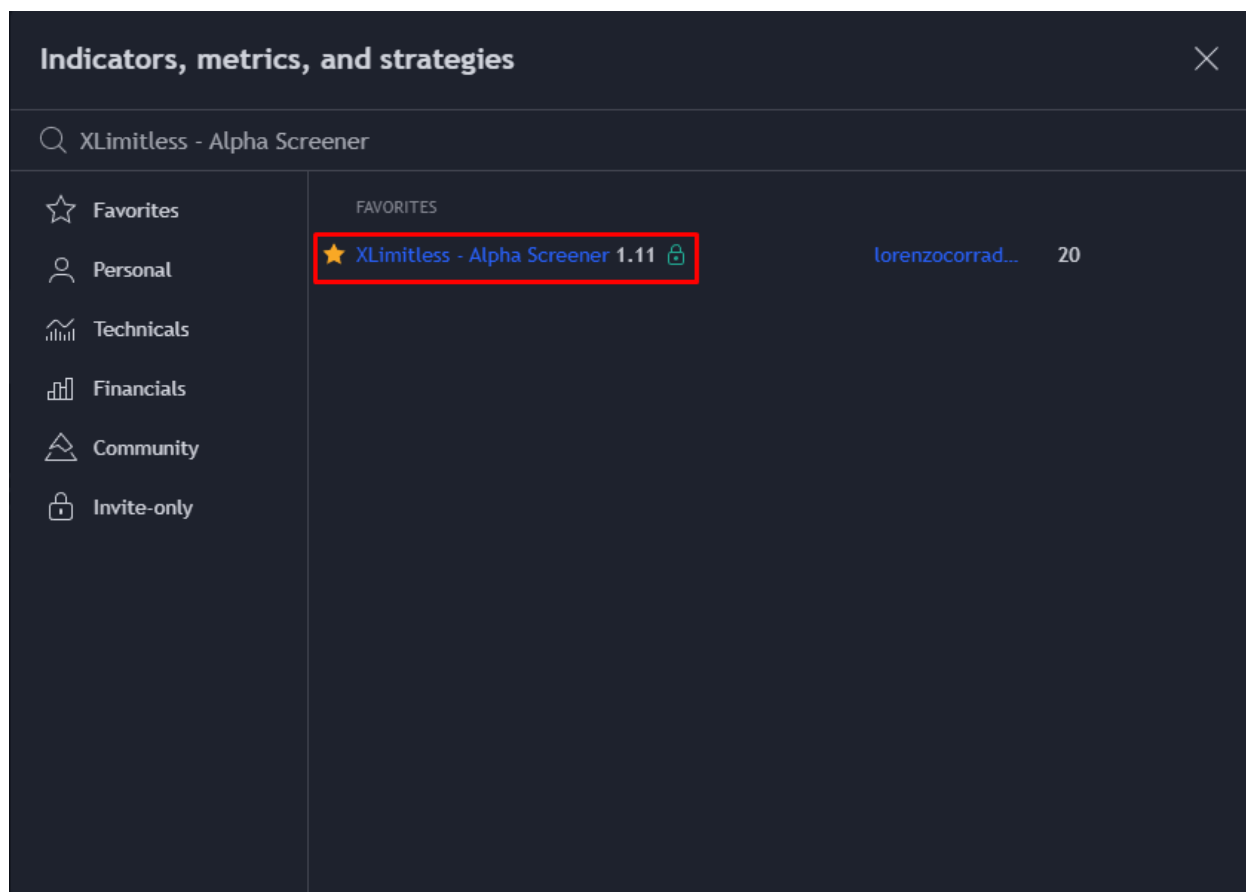 Indicators, metrics, and strategies
XLimitless - Alpha Screener
Favorites
Personal
Technicals
Financials
Community
Invite-only
FAVORITES
XLimitless - Alpha Screener 1.11 lorenzocorrad... 20